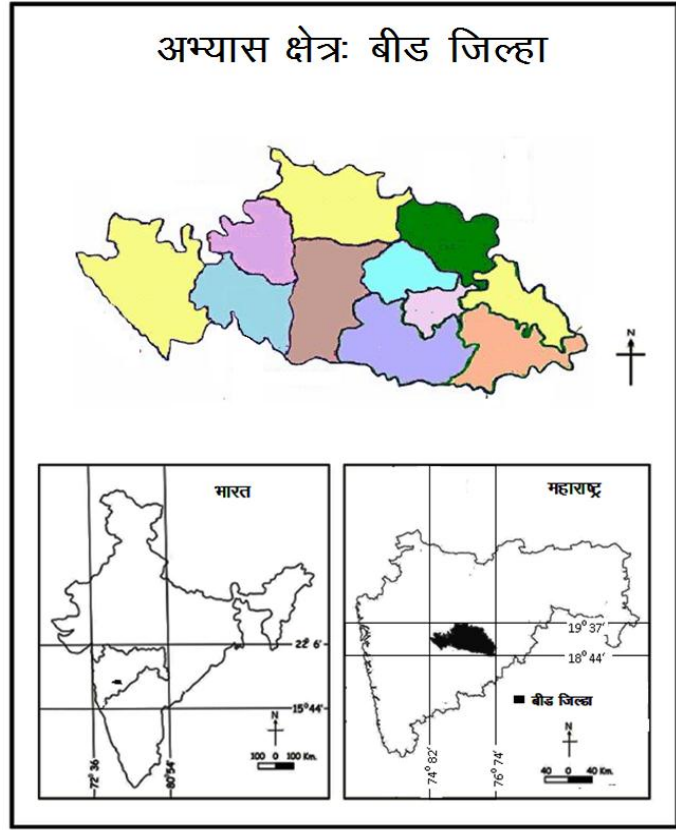 अभ्यास क्षेत्रः बीड जिल्हा
N
भारत
22 6'
15°44'
N
100 0 100 Km.
72° 36
80°54'
महाराष्ट्र
19° 37'
18° 44'
बीड जिल्हा
N
40 0 40 Km.
74° 82'
76° 74'